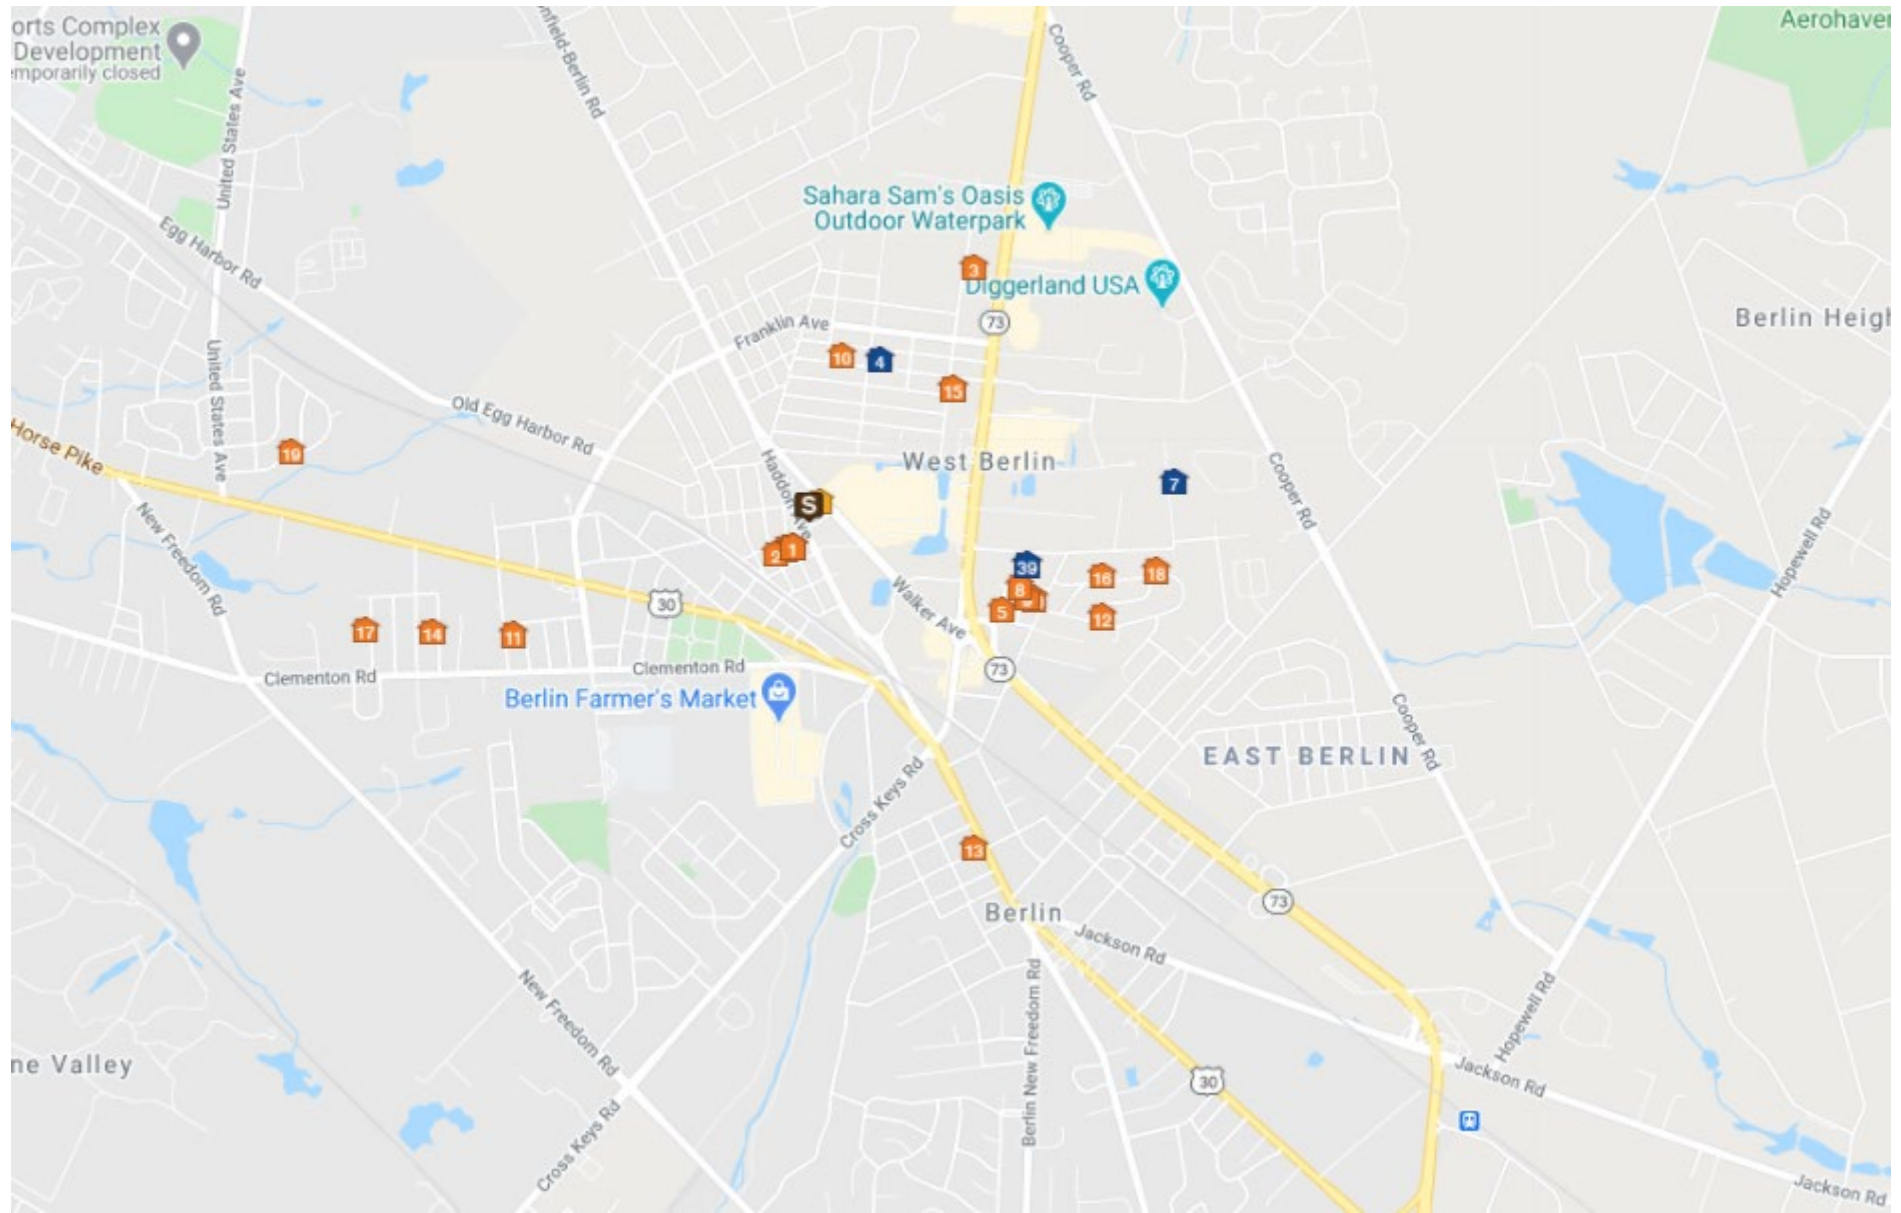 orts Complex
Development
emporarily closed
United States Ave
nfield-Berlin Rd
Cooper Rd
Aerohaven
Egg Harbor Rd
Sahara Sam's Oasis
Outdoor Waterpark
3
Diggerland USA
73
Berlin Heigh
Franklin Ave
10
4
15
United States Ave
Old Egg Harbor Rd
Horse Pike
19
Haddon Ave
West Berlin
Cooper Rd
7
S
New Freedom Rd
2
1
39
16
18
Hopewell Rd
30
Walker Ave
8
5
12
17
14
11
Clementon Rd
Clementon Rd
73
Berlin Farmer's Market
Cooper Rd
EAST BERLIN
Cross Keys Rd
13
Berlin
73
Jackson Rd
New Freedom Rd
Berlin New Freedom Rd
Hopewell Rd
ne Valley
30
Jackson Rd
Cross Keys Rd
Jackson Rd